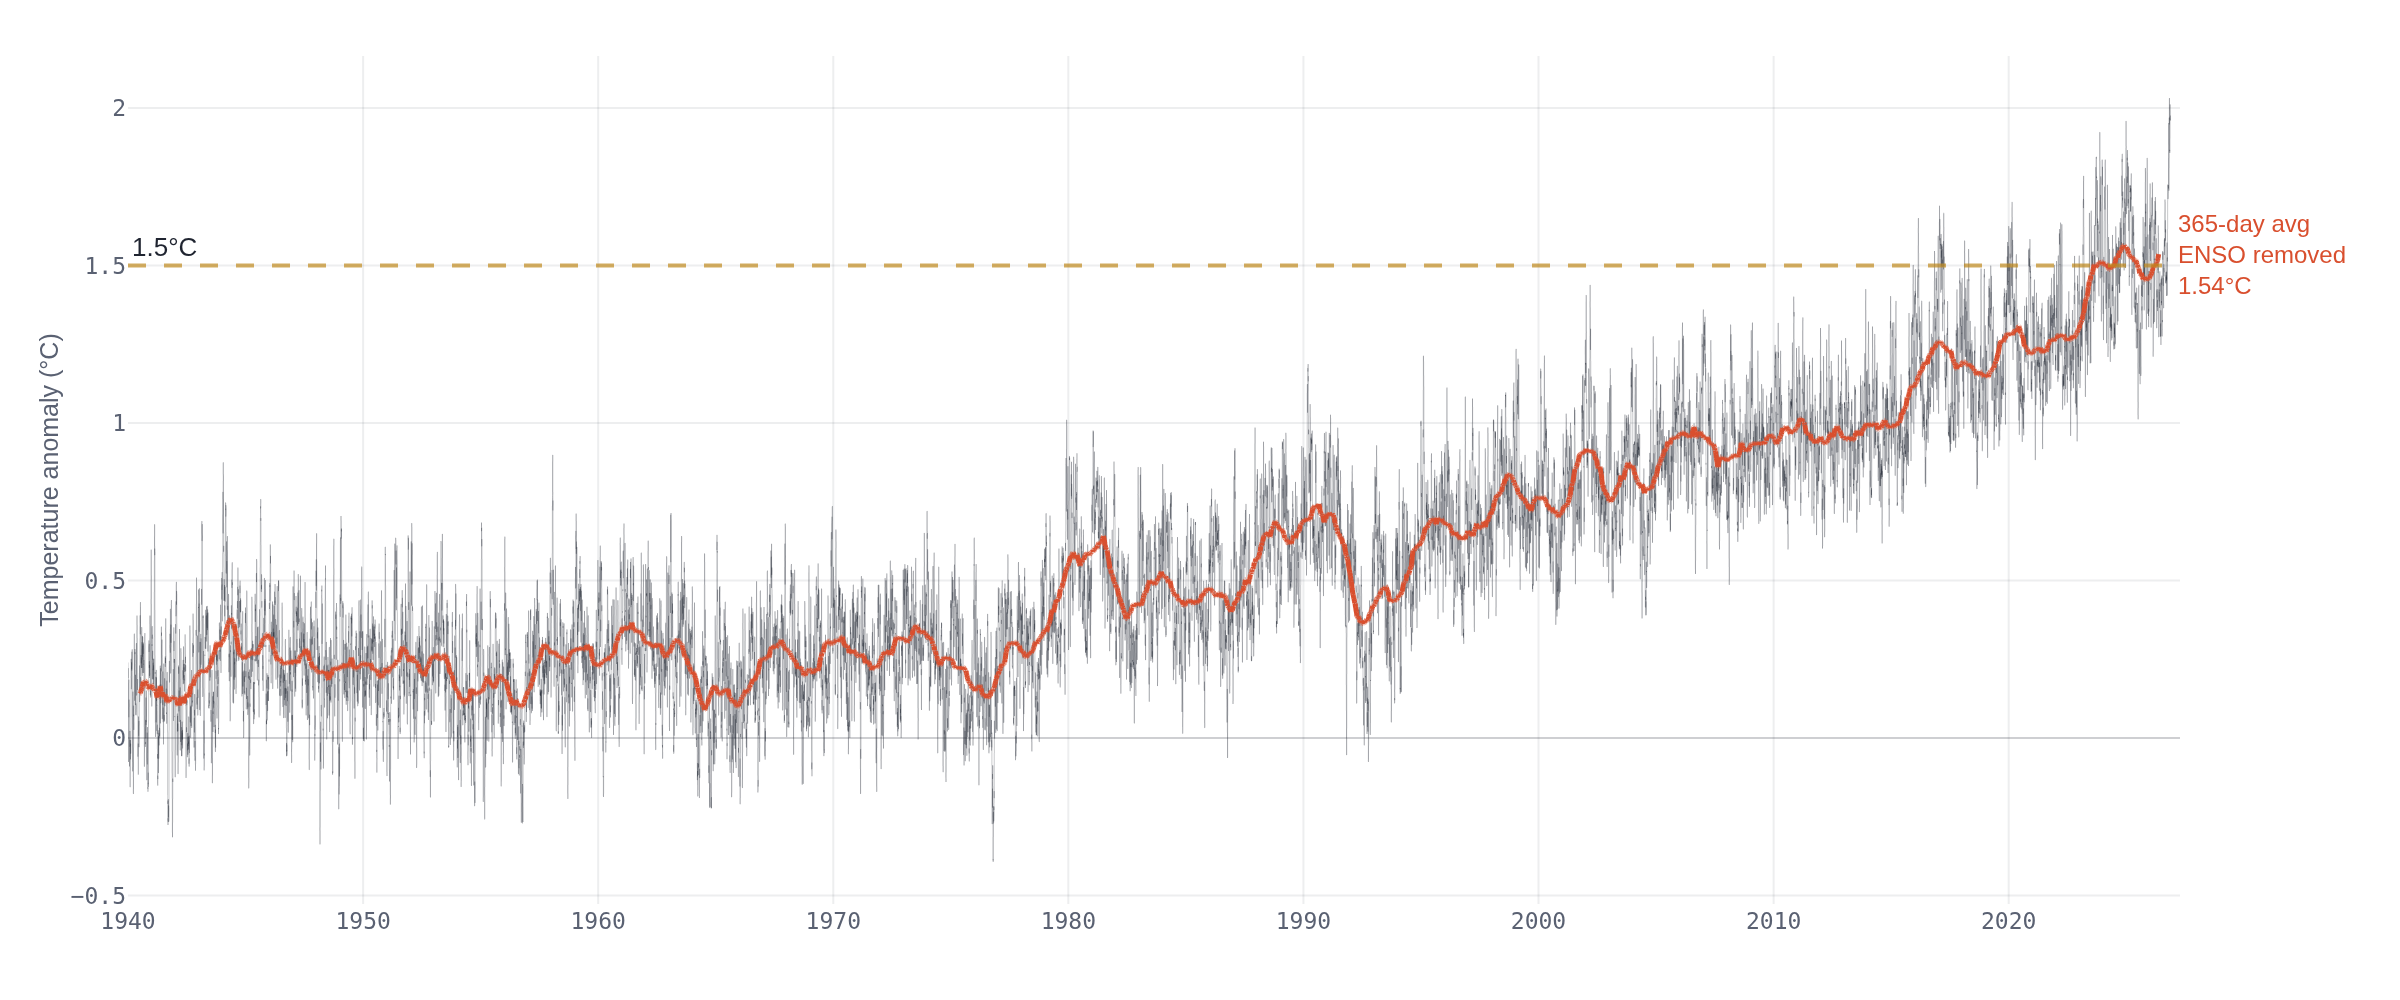 2
1.5°C
365-day avg
ENSO removed
1.54°C
1.5
Temperature anomaly (°C)
1
0.5
0
−0.5
1940 1950 1960 1970 1980 1990 2000 2010 2020